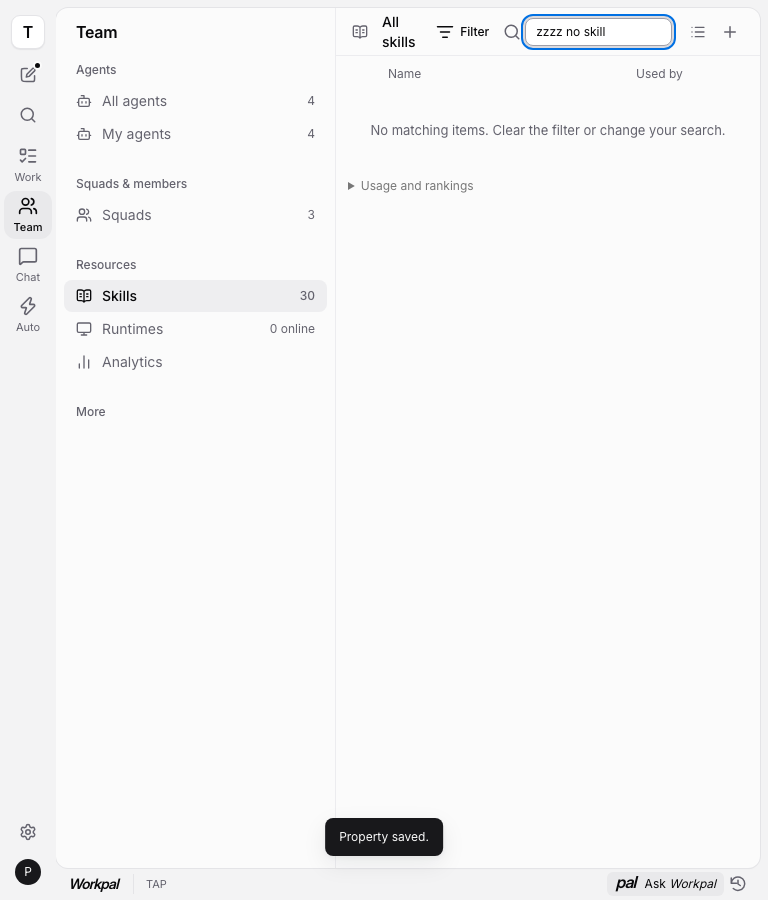 T
Work
Team
Chat
Auto
P
Team
Agents
All agents 4
My agents 4
Squads & members
Squads 3
Resources
Skills 30
Runtimes 0 online
Analytics
More
All skills
Filter
zzzz no skill
Name Used by
No matching items. Clear the filter or change your search.
Usage and rankings
Property saved.
Workpal TAP
pal Ask Workpal